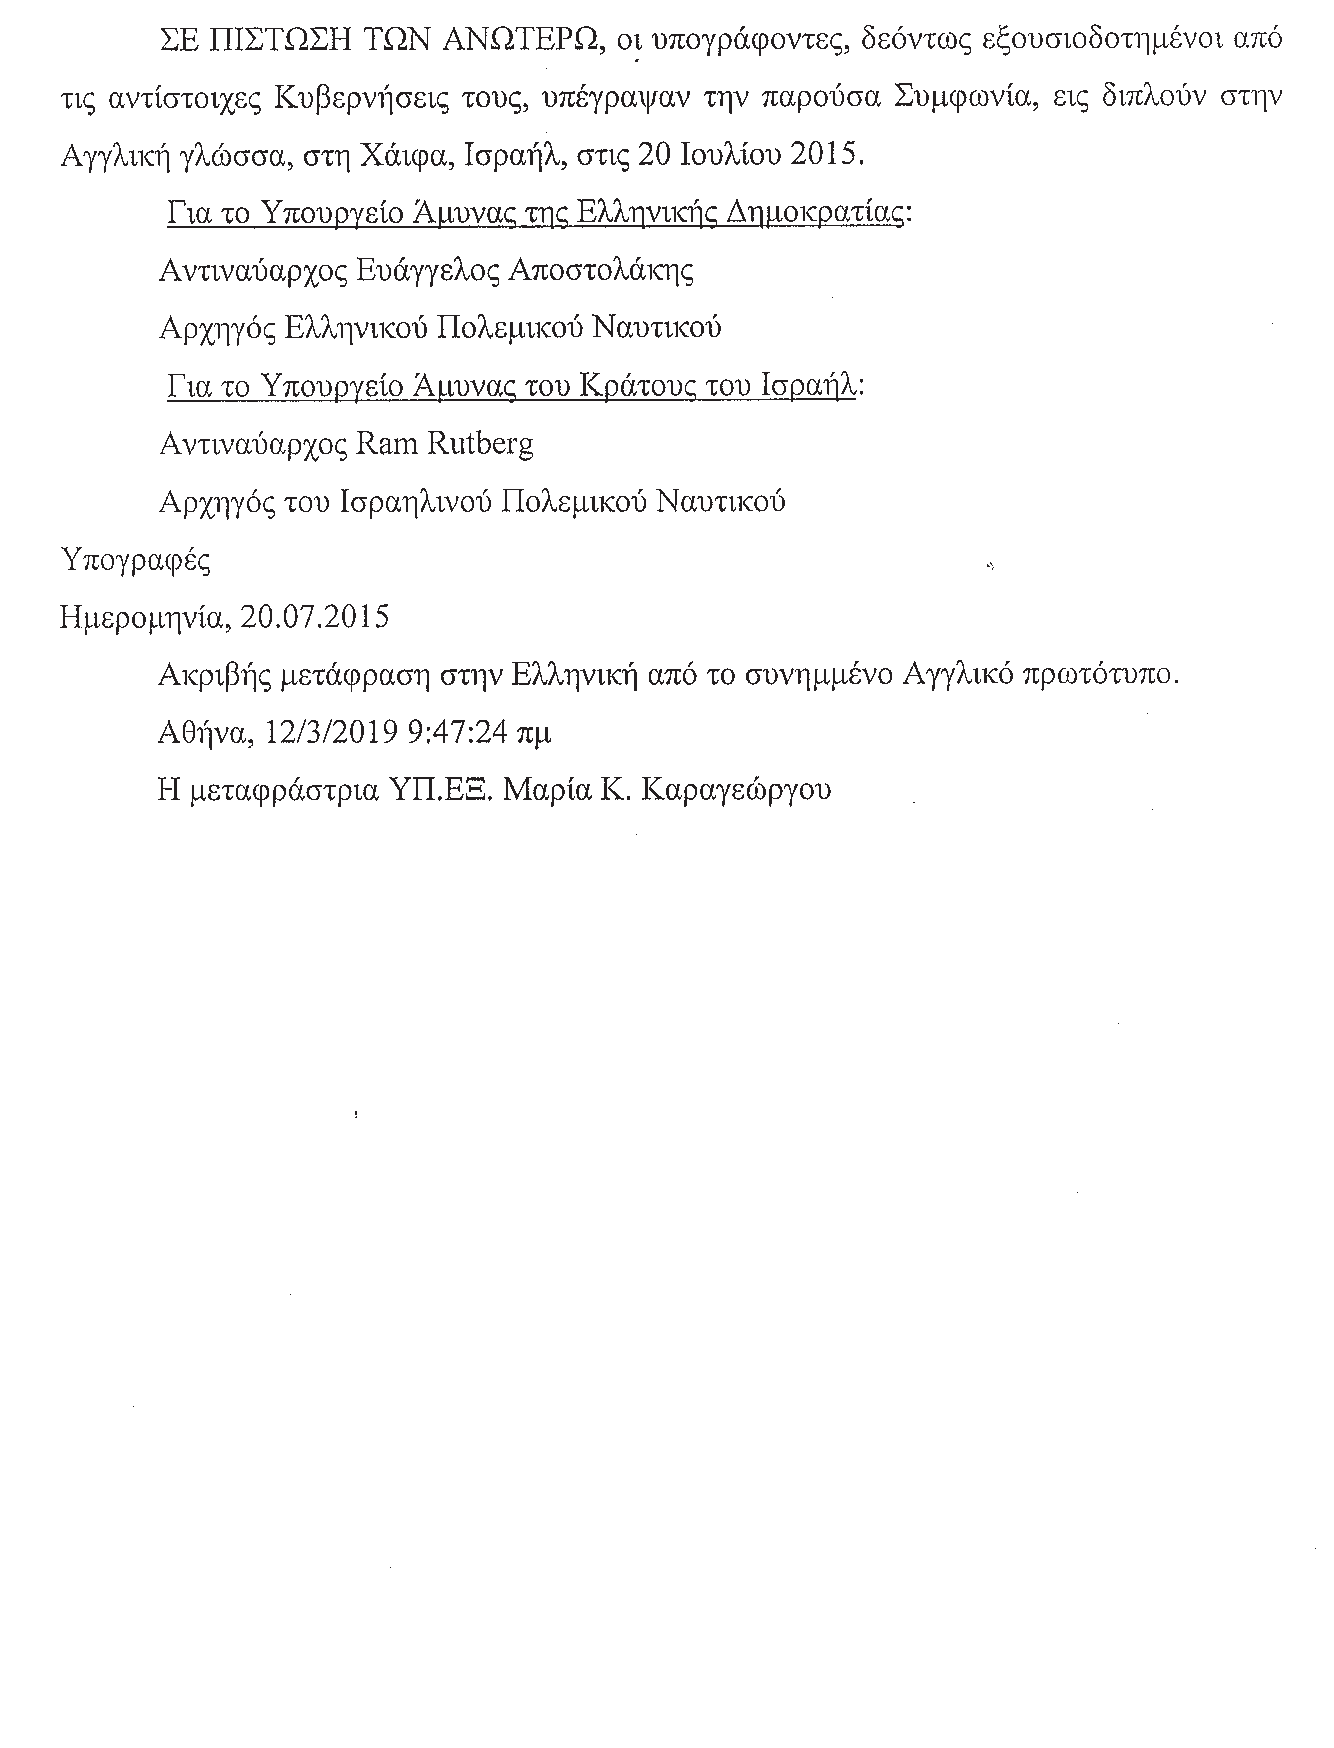 ΣΕ ΠΙΣΤΩΣΗ ΤΩΝ ΑΝΩΤΕΡΩ, οι υπογράφοντες, δεόντως εξουσιοδοτημένοι από
τις αντίστοιχες Κυβερνήσεις τους, υπέγραψαν την παρούσα Συμφωνία, εις διπλούν στην
Αγγλική γλώσσα, στη Χάιφα, Ισραήλ, στις 20 Ιουλίου 2015.
Για το Υπουργείο Άμυνας της Ελληνικής Δημοκρατίας:
Αντιναύαρχος Ευάγγελος Αποστολάκης
Αρχηγός Ελληνικού Πολεμικού Ναυτικού
Για το Υπουργείο Άμυνας του Κράτους του Ισραήλ:
Αντιναύαρχος Ram Rutberg
Αρχηγός του Ισραηλινού Πολεμικού Ναυτικού
Υπογραφές
Ημερομηνία, 20.07.2015
Ακριβής μετάφραση στην Ελληνική από το συνημμένο Αγγλικό πρωτότυπο.
Αθήνα, 12/3/2019 9:47:24 πμ
Η μεταφράστρια ΥΠ.ΕΞ. Μαρία Κ. Καραγεώργου